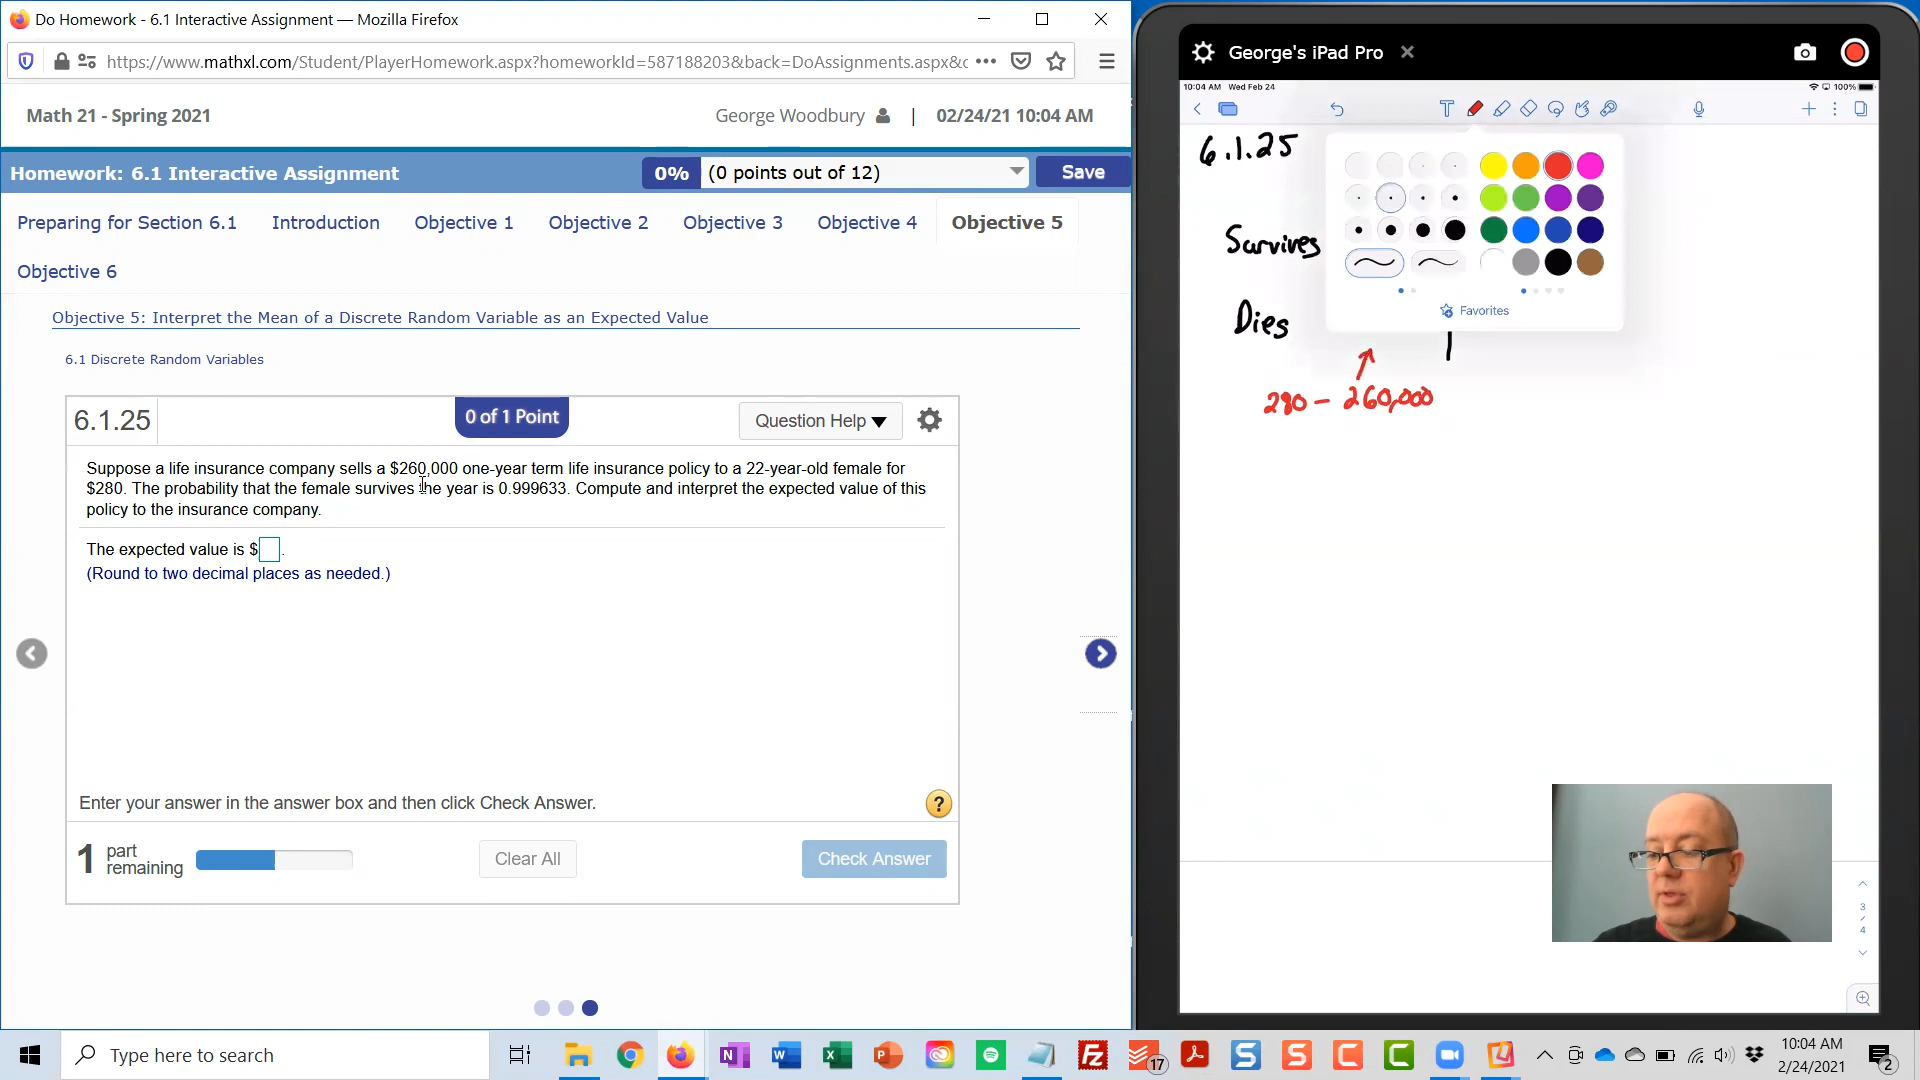 Do Homework - 6.1 Interactive Assignment — Mozilla Firefox
https://www.mathxl.com/Student/PlayerHomework.aspx?homeworkId=587188203&back=DoAssignments.aspx&c
Math 21 - Spring 2021
George Woodbury | 02/24/21 10:04 AM
Homework: 6.1 Interactive Assignment
0% (0 points out of 12)
Save
Preparing for Section 6.1 Introduction Objective 1 Objective 2 Objective 3 Objective 4 Objective 5
Objective 6
Objective 5: Interpret the Mean of a Discrete Random Variable as an Expected Value
6.1 Discrete Random Variables
6.1.25
0 of 1 Point
Question Help
Suppose a life insurance company sells a $260,000 one-year term life insurance policy to a 22-year-old female for
$280. The probability that the female survives the year is 0.999633. Compute and interpret the expected value of this
policy to the insurance company.
The expected value is $ .
(Round to two decimal places as needed.)
Enter your answer in the answer box and then click Check Answer.
?
1 part
remaining
Clear All
Check Answer
George's iPad Pro
10:04 AM Wed Feb 24
100%
6.1.25
Survives
Dies
Favorites
280 - 260,000
3
/
4
Type here to search
17
10:04 AM
2/24/2021
2